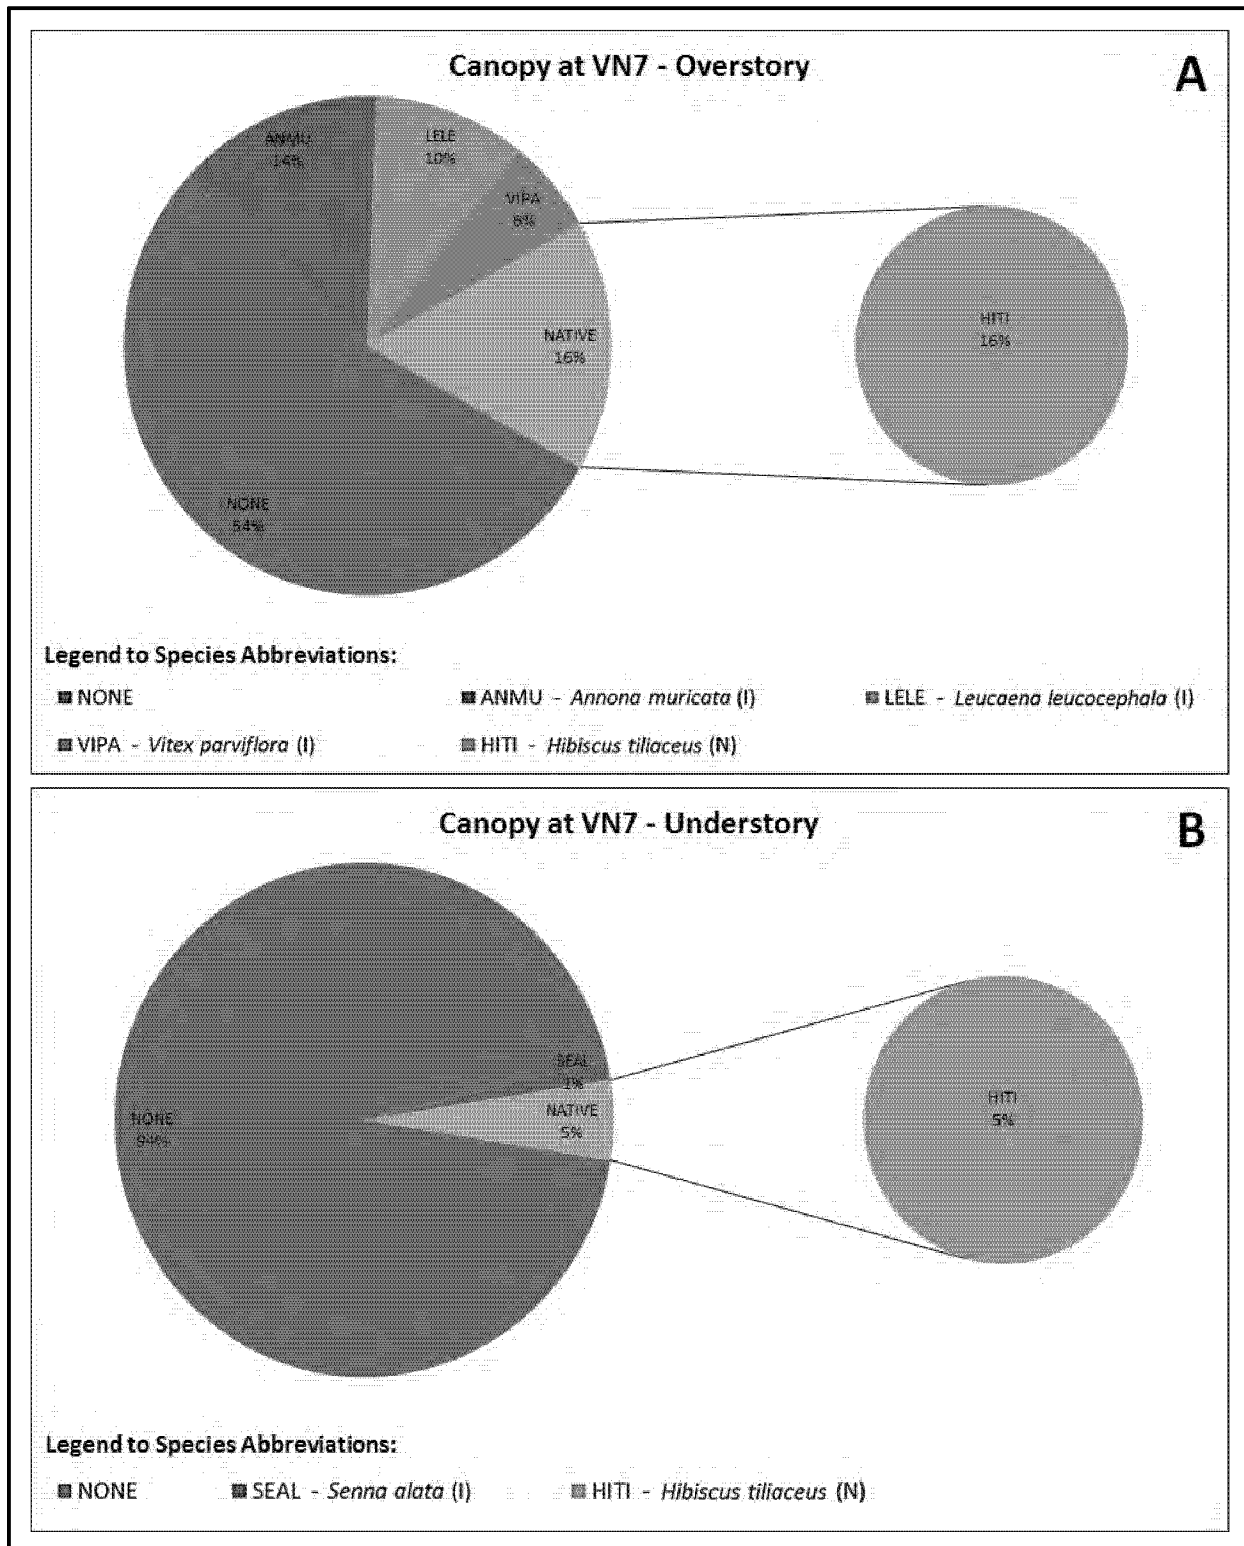 Canopy at VN7 - Overstory
A
ANMU
14%
LELE
10%
VIPA
6%
NATIVE
16%
HITI
16%
NONE
54%
Legend to Species Abbreviations:
NONE
ANMU - Annona muricata (I)
LELE - Leucaena leucocephala (I)
VIPA - Vitex parviflora (I)
HITI - Hibiscus tiliaceus (N)
Canopy at VN7 - Understory
B
SEAL
1%
NATIVE
5%
NONE
94%
HITI
5%
Legend to Species Abbreviations:
NONE
SEAL - Senna alata (I)
HITI - Hibiscus tiliaceus (N)